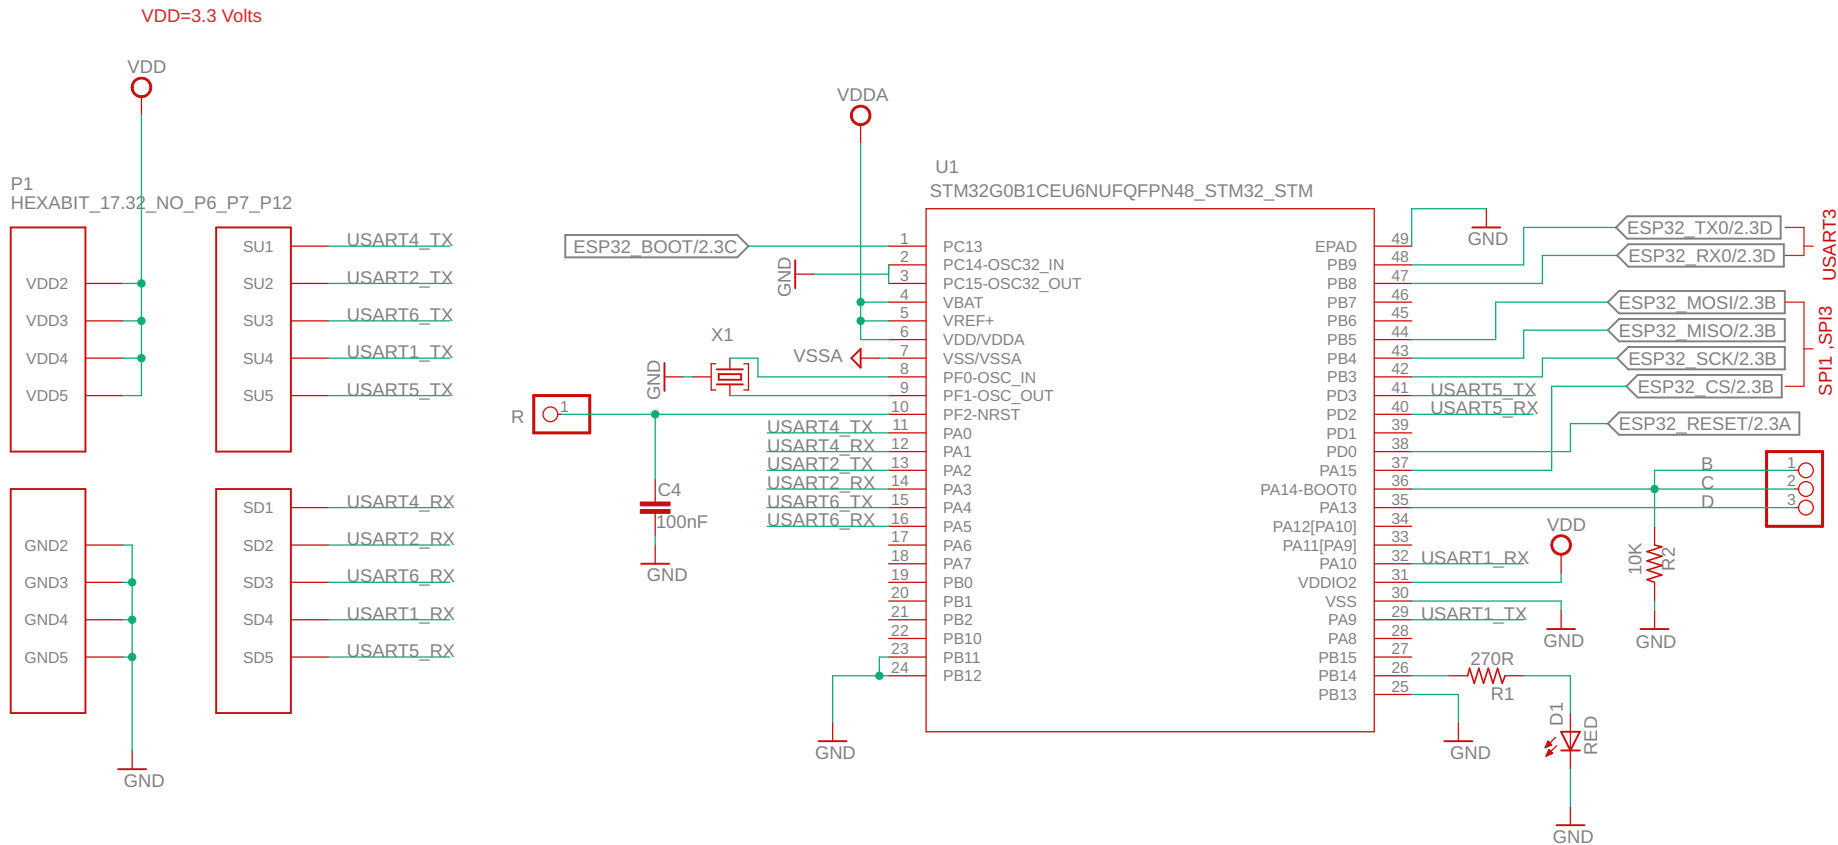 VDD=3.3 Volts
VDD
P1
HEXABIT_17.32_NO_P6_P7_P12
VDD2
VDD3
VDD4
VDD5
SU1
SU2
SU3
SU4
SU5
USART4_TX
USART2_TX
USART6_TX
USART1_TX
USART5_TX
GND2
GND3
GND4
GND5
GND
SD1
SD2
SD3
SD4
SD5
USART4_RX
USART2_RX
USART6_RX
USART1_RX
USART5_RX
VDDA
U1
STM32G0B1CEU6NUFQFPN48_STM32_STM
ESP32_BOOT/2.3C
GND
VSSA
X1
GND
R
1
C4
100nF
GND
USART4_TX
USART4_RX
USART2_TX
USART2_RX
USART6_TX
USART6_RX
GND
1 PC13
2 PC14-OSC32_IN
3 PC15-OSC32_OUT
4 VBAT
5 VREF+
6 VDD/VDDA
7 VSS/VSSA
8 PF0-OSC_IN
9 PF1-OSC_OUT
10 PF2-NRST
11 PA0
12 PA1
13 PA2
14 PA3
15 PA4
16 PA5
17 PA6
18 PA7
19 PB0
20 PB1
21 PB2
22 PB10
23 PB11
24 PB12
EPAD 49
PB9 48
PB8 47
PB7 46
PB6 45
PB5 44
PB4 43
PB3 42
PD3 41
PD2 40
PD1 39
PD0 38
PA15 37
PA14-BOOT0 36
PA13 35
PA12[PA10] 34
PA11[PA9] 33
PA10 32
VDDIO2 31
VSS 30
PA9 29
PA8 28
PB15 27
PB14 26
PB13 25
GND
ESP32_TX0/2.3D
ESP32_RX0/2.3D
USART3
ESP32_MOSI/2.3B
ESP32_MISO/2.3B
ESP32_SCK/2.3B
ESP32_CS/2.3B
SPI1 ,SPI3
USART5_TX
USART5_RX
ESP32_RESET/2.3A
B 1
C 2
D 3
VDD
USART1_RX
10K
R2
USART1_TX
GND
GND
270R
R1
GND
D1
RED
GND